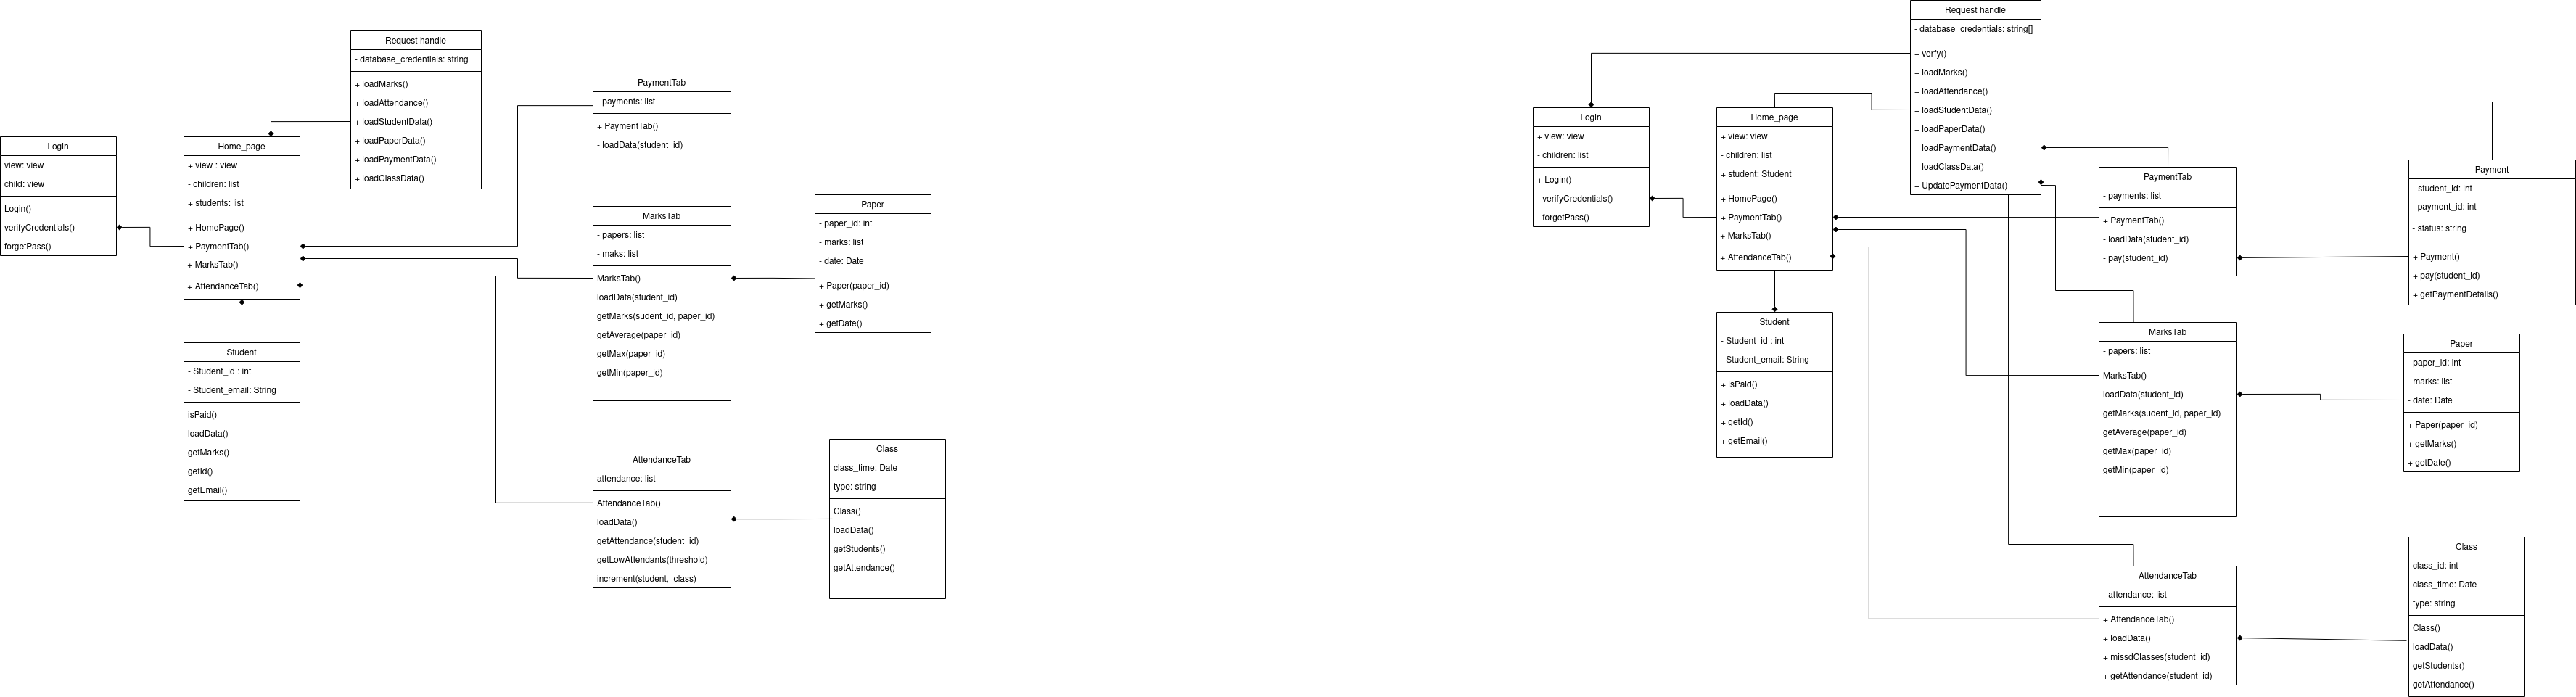 Request handle
- database_credentials: string
+ loadMarks()
+ loadAttendance()
+ loadStudentData()
+ loadPaperData()
+ loadPaymentData()
+ loadClassData()
PaymentTab
- payments: list
+ PaymentTab()
- loadData(student_id)
Login
view: view
child: view
Login()
verifyCredentials()
forgetPass()
Home_page
+ view : view
- children: list
+ students: list
+ HomePage()
+ PaymentTab()
+ MarksTab()
+ AttendanceTab()
MarksTab
- papers: list
- maks: list
MarksTab()
loadData(student_id)
getMarks(sudent_id, paper_id)
getAverage(paper_id)
getMax(paper_id)
getMin(paper_id)
Paper
- paper_id: int
- marks: list
- date: Date
+ Paper(paper_id)
+ getMarks()
+ getDate()
Student
- Student_id : int
- Student_email: String
isPaid()
loadData()
getMarks()
getId()
getEmail()
AttendanceTab
attendance: list
AttendanceTab()
loadData()
getAttendance(student_id)
getLowAttendants(threshold)
increment(student,  class)
Class
class_time: Date
type: string
Class()
loadData()
getStudents()
getAttendance()
Request handle
- database_credentials: string[]
+ verfy()
+ loadMarks()
+ loadAttendance()
+ loadStudentData()
+ loadPaperData()
+ loadPaymentData()
+ loadClassData()
+ UpdatePaymentData()
Login
+ view: view
- children: list
+ Login()
- verifyCredentials()
- forgetPass()
Home_page
+ view: view
- children: list
+ student: Student
+ HomePage()
+ PaymentTab()
+ MarksTab()
+ AttendanceTab()
PaymentTab
- payments: list
+ PaymentTab()
- loadData(student_id)
- pay(student_id)
Payment
- student_id: int
- payment_id: int
- status: string
+ Payment()
+ pay(student_id)
+ getPaymentDetails()
Student
- Student_id : int
- Student_email: String
+ isPaid()
+ loadData()
+ getId()
+ getEmail()
MarksTab
- papers: list
MarksTab()
loadData(student_id)
getMarks(sudent_id, paper_id)
getAverage(paper_id)
getMax(paper_id)
getMin(paper_id)
Paper
- paper_id: int
- marks: list
- date: Date
+ Paper(paper_id)
+ getMarks()
+ getDate()
AttendanceTab
- attendance: list
+ AttendanceTab()
+ loadData()
+ missdClasses(student_id)
+ getAttendance(student_id)
Class
class_id: int
class_time: Date
type: string
Class()
loadData()
getStudents()
getAttendance()